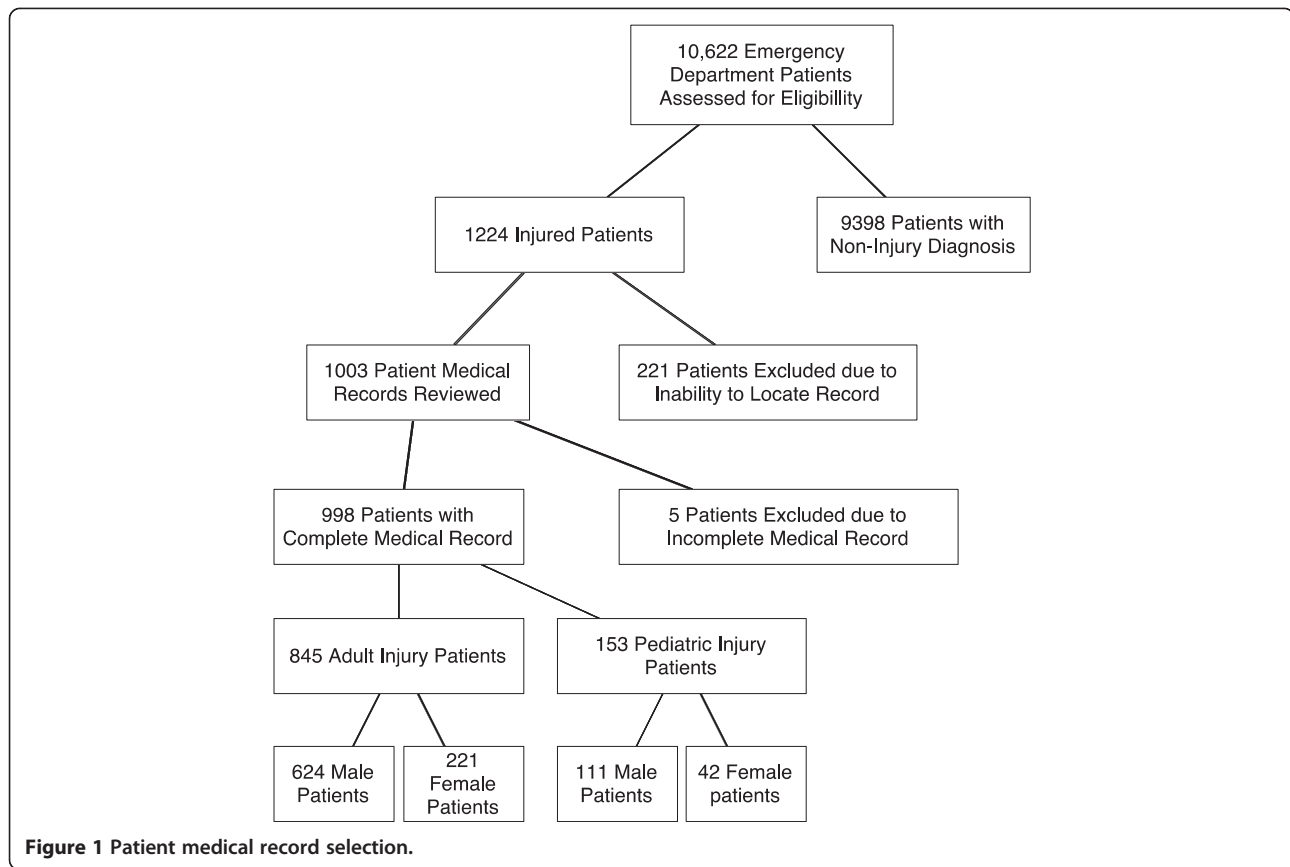 10,622 Emergency
Department Patients
Assessed for Eligibillity
1224 Injured Patients
9398 Patients with
Non-Injury Diagnosis
1003 Patient Medical
Records Reviewed
221 Patients Excluded due to
Inability to Locate Record
998 Patients with
Complete Medical Record
5 Patients Excluded due to
Incomplete Medical Record
845 Adult Injury Patients
153 Pediatric Injury
Patients
624 Male
Patients
221
Female
Patients
111 Male
Patients
42 Female
patients
Figure 1 Patient medical record selection.